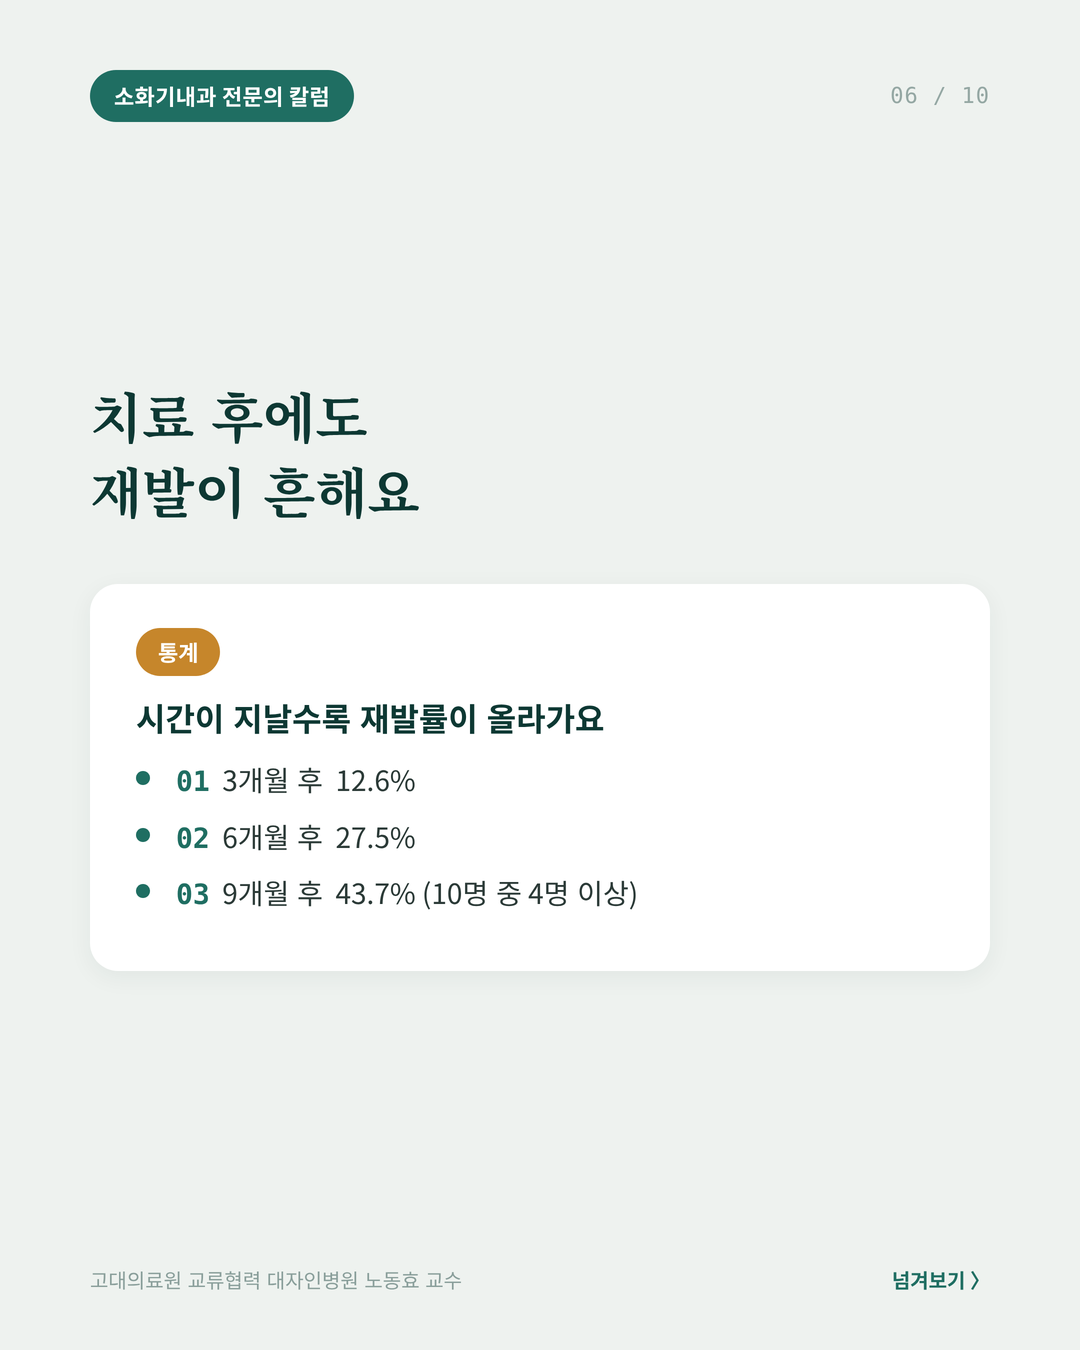 소화기내과 전문의 칼럼
06 / 10
치료 후에도
재발이 흔해요
통계
시간이 지날수록 재발률이 올라가요
01 3개월 후 12.6%
02 6개월 후 27.5%
03 9개월 후 43.7% (10명 중 4명 이상)
고대의료원 교류협력 대자인병원 노동효 교수
넘겨보기 〉